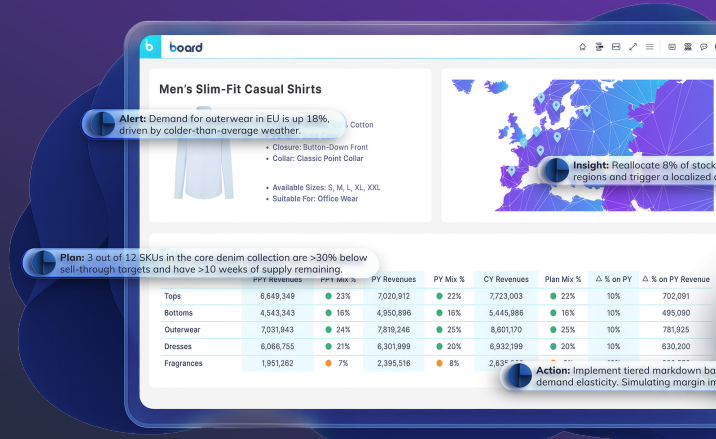 b board
Men's Slim-Fit Casual Shirts
Alert: Demand for outerwear in EU is up 18%,
driven by colder-than-average weather.
Cotton
• Closure: Button-Down Front
• Collar: Classic Point Collar
• Available Sizes: S, M, L, XL, XXL
• Suitable For: Office Wear
Insight: Reallocate 8% of stock
regions and trigger a localized
Plan: 3 out of 12 SKUs in the core denim collection are >30% below
sell-through targets and have >10 weeks of supply remaining.
PPY Revenues PPY Mix % PY Revenues PY Mix % CY Revenues Plan Mix % △ % on PY △ % on PY Revenue
Tops 6,649,349 23% 7,020,912 22% 7,723,003 22% 10% 702,091
Bottoms 4,543,343 16% 4,950,896 16% 5,445,986 16% 10% 495,090
Outerwear 7,031,943 24% 7,819,246 25% 8,601,170 25% 10% 781,925
Dresses 6,066,755 21% 6,301,999 20% 6,932,199 20% 10% 630,200
Fragrances 1,951,262 7% 2,395,516 8%
Action: Implement tiered markdown
demand elasticity. Simulating margin